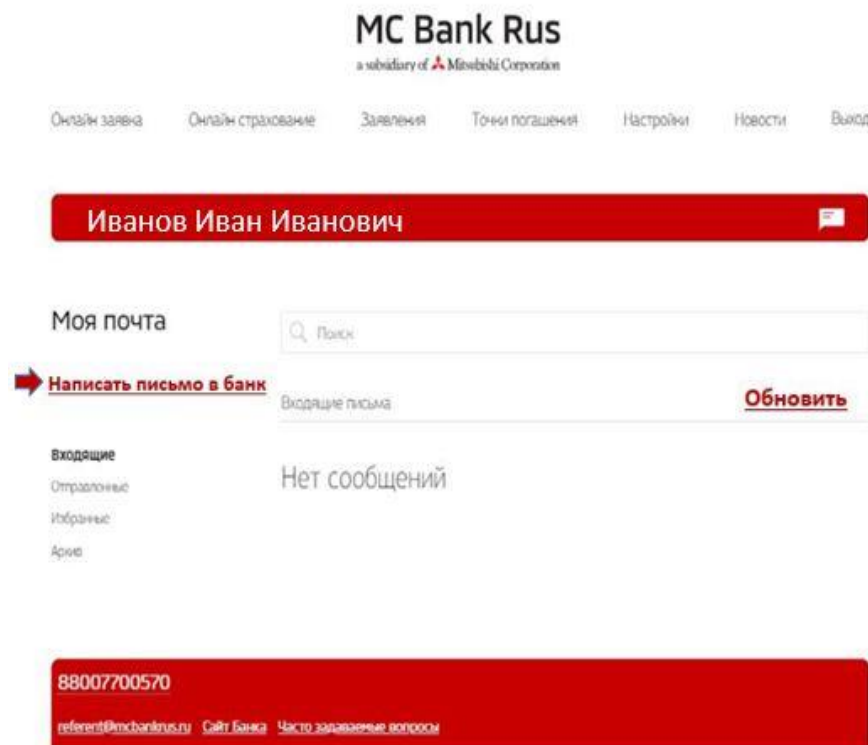 MC Bank Rus
a subsidiary of Mitsubishi Corporation
Онлайн заявка Онлайн страхование Заявления Точки погашения Настройки Новости Выход
Иванов Иван Иванович
Моя почта
Поиск
Написать письмо в банк
Входящие письма Обновить
Входящие
Нет сообщений
Отправленные
Избранные
Архив
88007700570
referent@mcbankrus.ru Сайт Банка Часто задаваемые вопросы